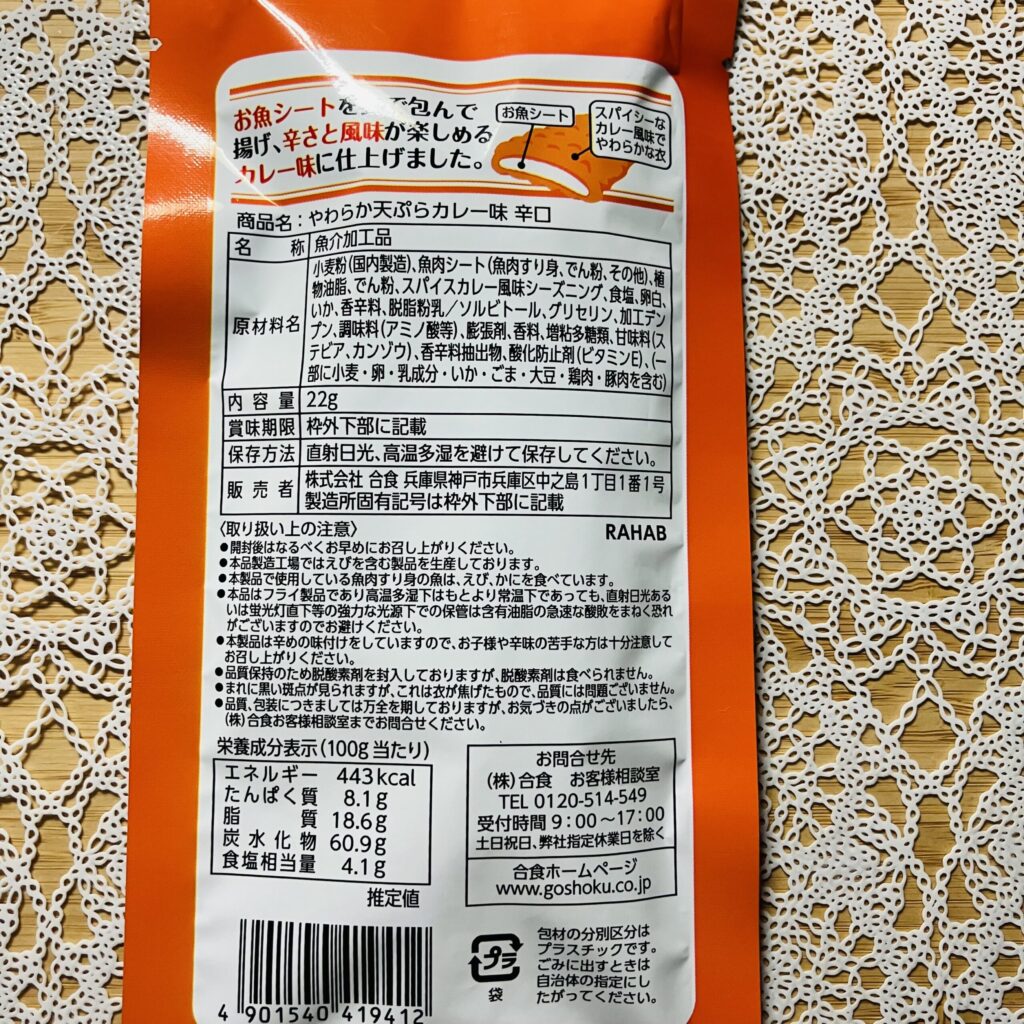 お魚シートを で包んで
揚げ、辛さと風味が楽しめる
カレー味に仕上げました。
お魚シート
スパイシーな
カレー風味で
やわらかな衣
商品名：やわらか天ぷらカレー味 辛口
名称 魚介加工品
原材料名 小麦粉(国内製造)、魚肉シート(魚肉すり身、でん粉、その他)、植
物油脂、でん粉、スパイスカレー風味シーズニング、食塩、卵白、
いか、香辛料、脱脂粉乳／ソルビトール、グリセリン、加工デン
プン、調味料(アミノ酸等)、膨張剤、香料、増粘多糖類、甘味料(ス
テビア、カンゾウ)、香辛料抽出物、酸化防止剤(ビタミンE)、(一
部に小麦・卵・乳成分・いか・ごま・大豆・鶏肉・豚肉を含む)
内容量 22g
賞味期限 枠外下部に記載
保存方法 直射日光、高温多湿を避けて保存してください。
販売者 株式会社 合食 兵庫県神戸市兵庫区中之島1丁目1番1号
製造所固有記号は枠外下部に記載
〈取り扱い上の注意〉 RAHAB
●開封後はなるべくお早めにお召し上がりください。
●本品製造工場ではえびを含む製品を生産しております。
●本製品で使用している魚肉すり身の魚は、えび、かにを食べています。
●本品はフライ製品であり高温多湿下はもとより常温下であっても、直射日光ある
いは蛍光灯直下等の強力な光源下での保管は含有油脂の急速な酸敗をまねく恐れ
がございますのでお避けください。
●本製品は辛めの味付けをしていますので、お子様や辛味の苦手な方は十分注意して
お召し上がりください。
●品質保持のため脱酸素剤を封入しておりますが、脱酸素剤は食べられません。
●まれに黒い斑点が見られますが、これは衣が焦げたもので、品質には問題ございません。
●品質、包装につきましては万全を期しておりますが、お気づきの点がございましたら、
(株)合食お客様相談室までお問合せください。
栄養成分表示(100g当たり)
エネルギー 443kcal
たんぱく質 8.1g
脂質 18.6g
炭水化物 60.9g
食塩相当量 4.1g
推定値
お問合せ先
(株)合食 お客様相談室
TEL 0120-514-549
受付時間 9:00～17:00
土日祝日、弊社指定休業日を除く
合食ホームページ
www.goshoku.co.jp
プラ
袋
包材の分別区分は
プラスチックです。
ごみに出すときは
自治体の指定にし
たがってください。
4 901540 419412